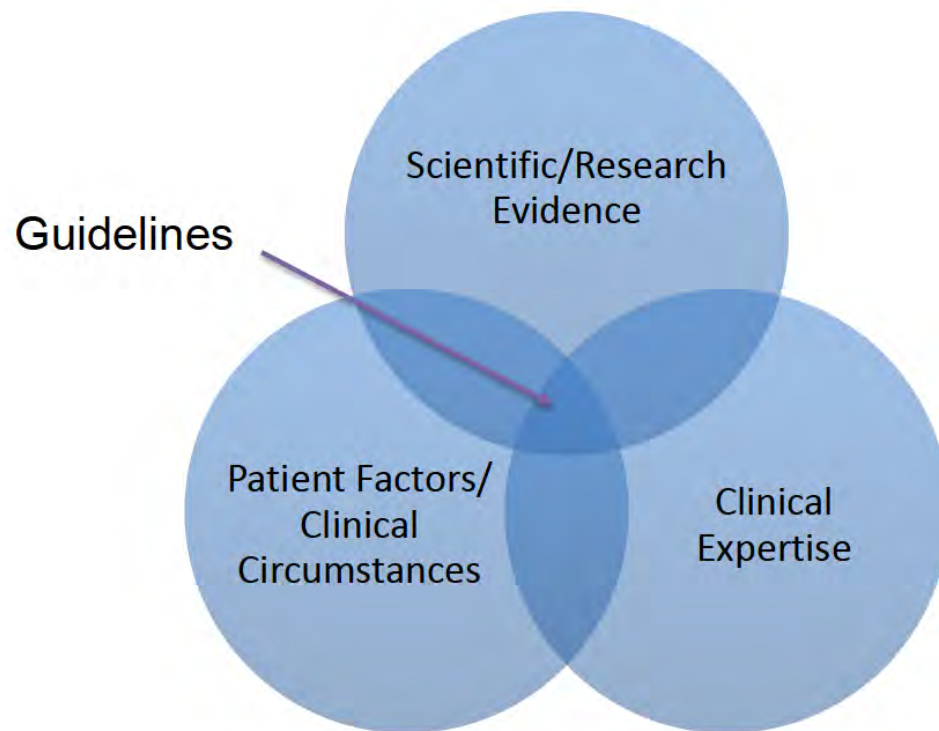 Scientific/Research
Evidence
Guidelines
Patient Factors/
Clinical
Circumstances
Clinical
Expertise